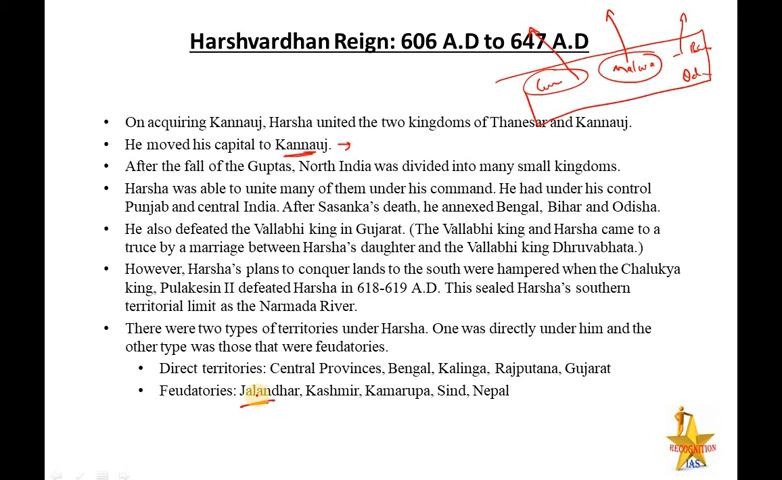 Harshvardhan Reign: 606 A.D to 647 A.D
Malwa
• On acquiring Kannauj, Harsha united the two kingdoms of Thanesar and Kannauj.
• He moved his capital to Kannauj. →
• After the fall of the Guptas, North India was divided into many small kingdoms.
• Harsha was able to unite many of them under his command. He had under his control
Punjab and central India. After Sasanka's death, he annexed Bengal, Bihar and Odisha.
• He also defeated the Vallabhi king in Gujarat. (The Vallabhi king and Harsha came to a
truce by a marriage between Harsha's daughter and the Vallabhi king Dhruvabhata.)
• However, Harsha's plans to conquer lands to the south were hampered when the Chalukya
king, Pulakesin II defeated Harsha in 618-619 A.D. This sealed Harsha's southern
territorial limit as the Narmada River.
• There were two types of territories under Harsha. One was directly under him and the
other type was those that were feudatories.
• Direct territories: Central Provinces, Bengal, Kalinga, Rajputana, Gujarat
• Feudatories: Jalandhar, Kashmir, Kamarupa, Sind, Nepal
RECOGNITION
IAS